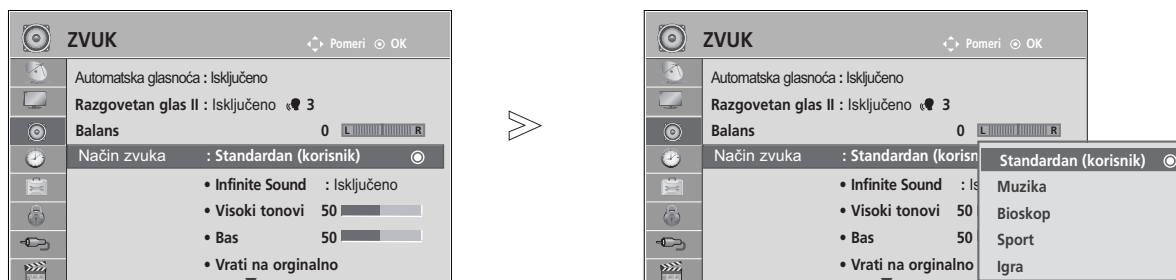 ZVUK
Pomeri OK
Automatska glasnoća : Isključeno
Razgovetan glas II : Isključeno 3
Balans 0 L R
Način zvuka : Standardan (korisnik)
• Infinite Sound : Isključeno
• Visoki tonovi 50
• Bas 50
• Vrati na orginalno
ZVUK
Pomeri OK
Automatska glasnoća : Isključeno
Razgovetan glas II : Isključeno 3
Balans 0 L R
Način zvuka : Standardan (korisn
• Infinite Sound : Is
• Visoki tonovi 50
• Bas 50
• Vrati na orginalno
Standardan (korisnik)
Muzika
Bioskop
Sport
Igra